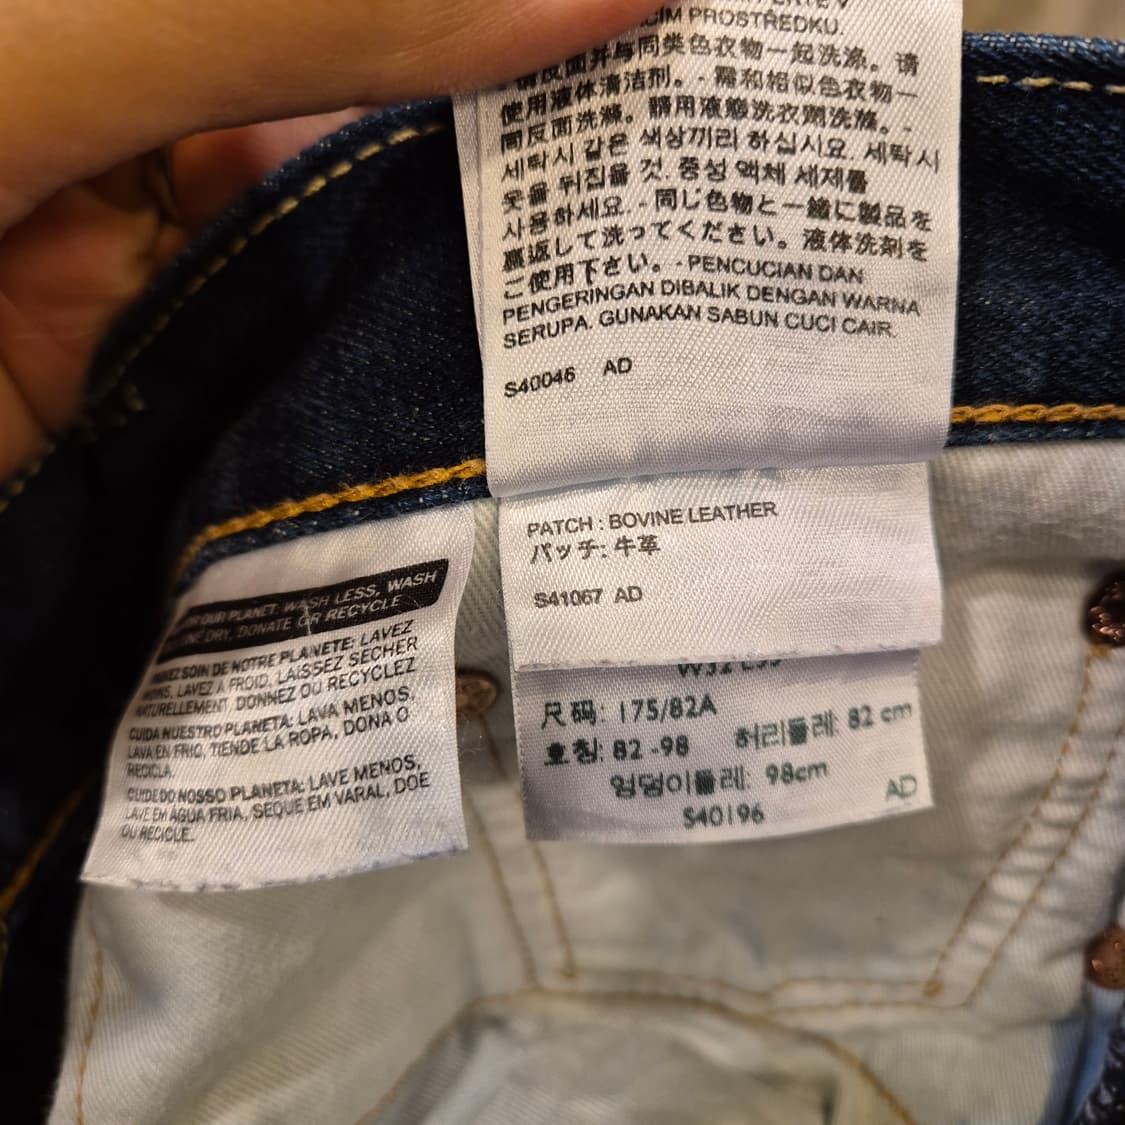 PROSTŘEDKU.
请反面并与同类色衣物一起洗涤。请
使用液体清洁剂。- 需和相似色衣物一
同反面洗滌。請用液態洗衣劑洗滌。-
세탁시 같은 색상끼리 하십시요. 세탁시
옷을 뒤집을 것. 중성 액체 세제를
사용하세요. - 同じ色物と一緒に製品を
裏返して洗ってください。液体洗剤を
ご使用下さい。-PENCUCIAN DAN
PENGERINGAN DIBALIK DENGAN WARNA
SERUPA. GUNAKAN SABUN CUCI CAIR.
S40046 AD
PATCH : BOVINE LEATHER
パッチ: 牛革
S41067 AD
尺码: 175/82A
호칭: 82 -98 허리둘레: 82 cm
엉덩이둘레: 98cm
AD
S40196
OUR PLANET: WASH LESS, WASH
DRY, DONATE OR RECYCLE
SOIN DE NOTRE PLANETE: LAVEZ
LAVEZ A FROID, LAISSEZ SECHER
NATURELLEMENT DONNEZ OU RECYCLEZ
CUIDA NUESTRO PLANETA: LAVA MENOS,
LAVA EN FRIO, TIENDE LA ROPA, DONA O
RECICLA.
CUIDE DO NOSSO PLANETA: LAVE MENOS,
LAVE EM AGUA FRIA, SEQUE EM VARAL, DOE
OU RECICLE.